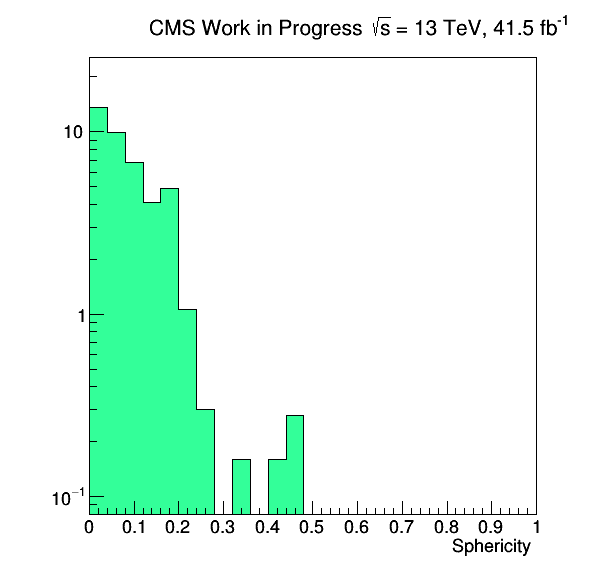 CMS Work in Progress √s = 13 TeV, 41.5 fb⁻¹
10
1
10⁻¹
0 0.1 0.2 0.3 0.4 0.5 0.6 0.7 0.8 0.9 1
Sphericity